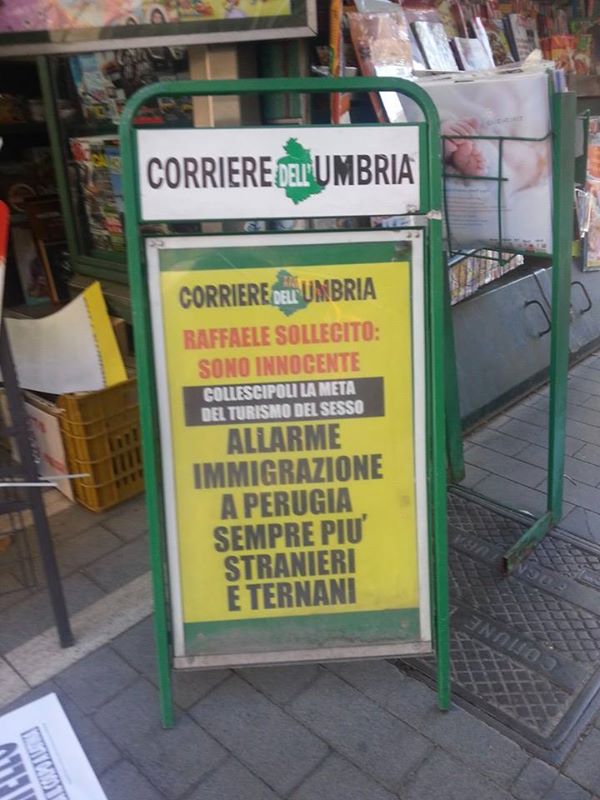 CORRIERE DELL' UMBRIA
CORRIERE DELL' UMBRIA
RAFFAELE SOLLECITO:
SONO INNOCENTE
COLLESCIPOLI LA META
DEL TURISMO DEL SESSO
ALLARME
IMMIGRAZIONE
A PERUGIA
SEMPRE PIU'
STRANIERI
E TERNANI
COMUNE